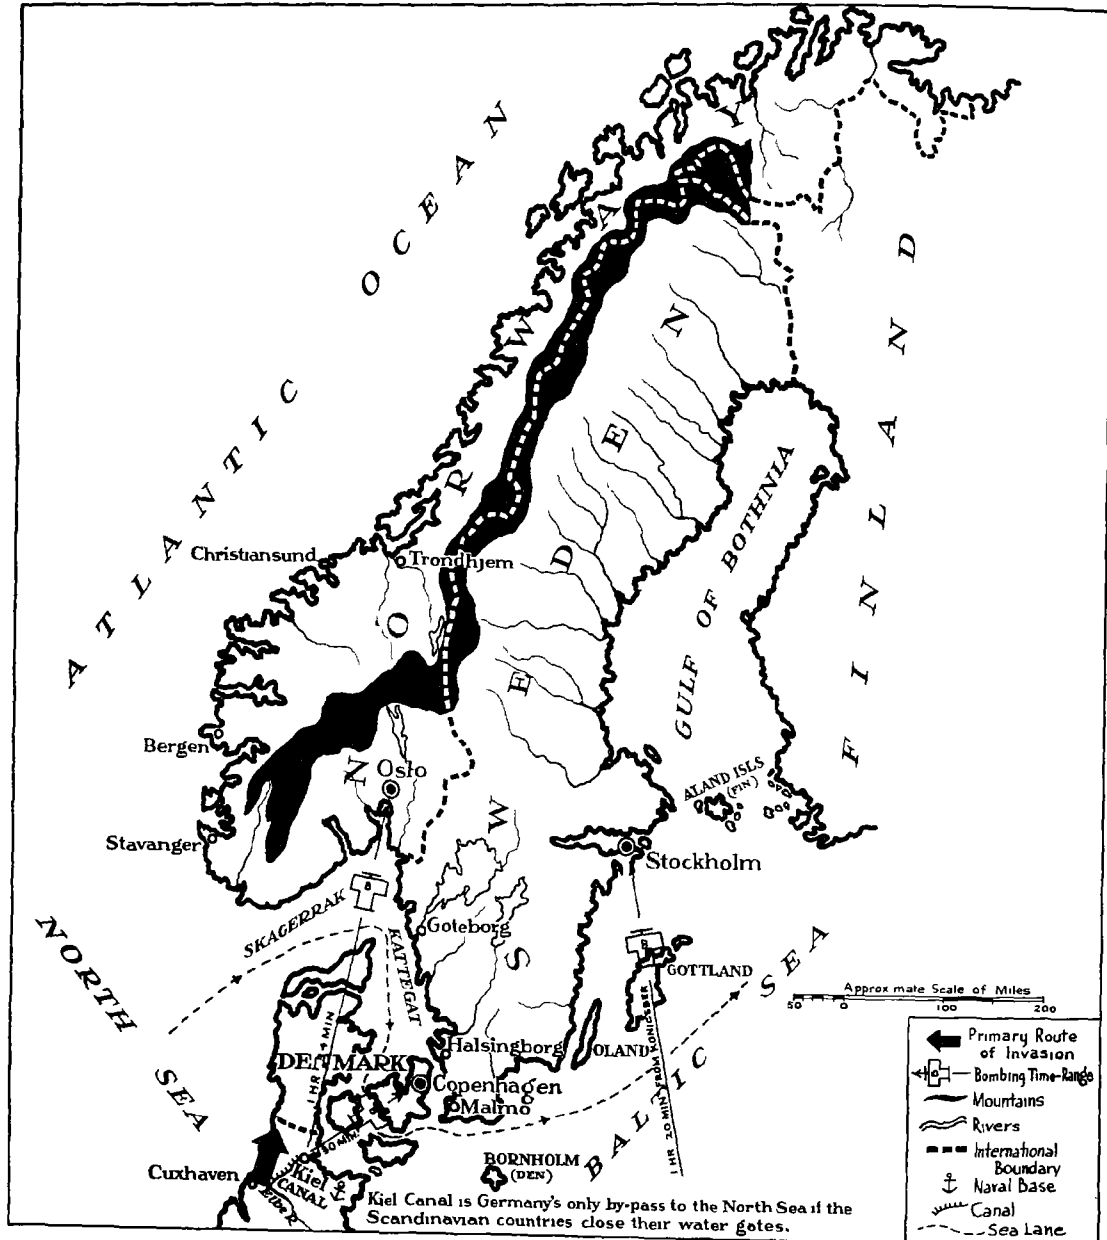 ATLANTIC OCEAN
NORWAY
SWEDEN
FINLAND
GULF OF BOTHNIA
Christiansund
Trondhjem
Bergen
Oslo
Stavanger
ALAND ISLS
(FIN)
Stockholm
SKAGERRAK
KATTEGAT
Goteborg
GOTTLAND
NORTH
SEA
BALTIC SEA
Approx mate Scale of Miles
50 0 100 200
DENMARK
Halsingborg
OLAND
Copenhagen
Malmo
1 HR 20 MIN FROM KONIGSBER
BORNHOLM
(DEN)
Cuxhaven
Kiel
CANAL
Elbe R
Kiel Canal is Germany's only by-pass to the North Sea if the
Scandinavian countries close their water gates.
Primary Route
of Invasion
Bombing Time-Range
Mountains
Rivers
International
Boundary
Naval Base
Canal
Sea Lane